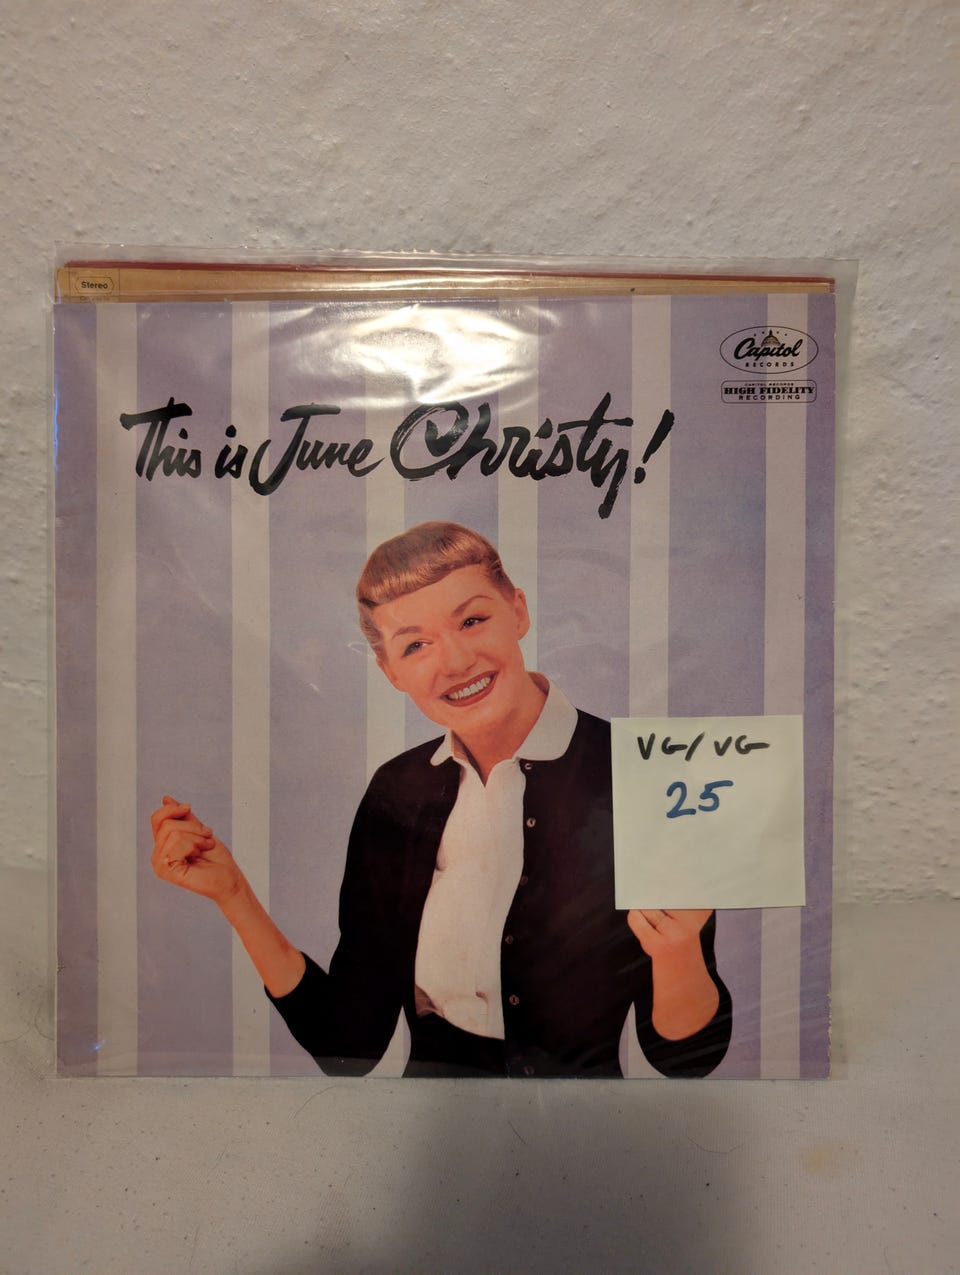 Stereo
Capitol
RECORDS
CAPITOL RECORDS
HIGH FIDELITY
RECORDING
This is June Christy!
VG/VG
25